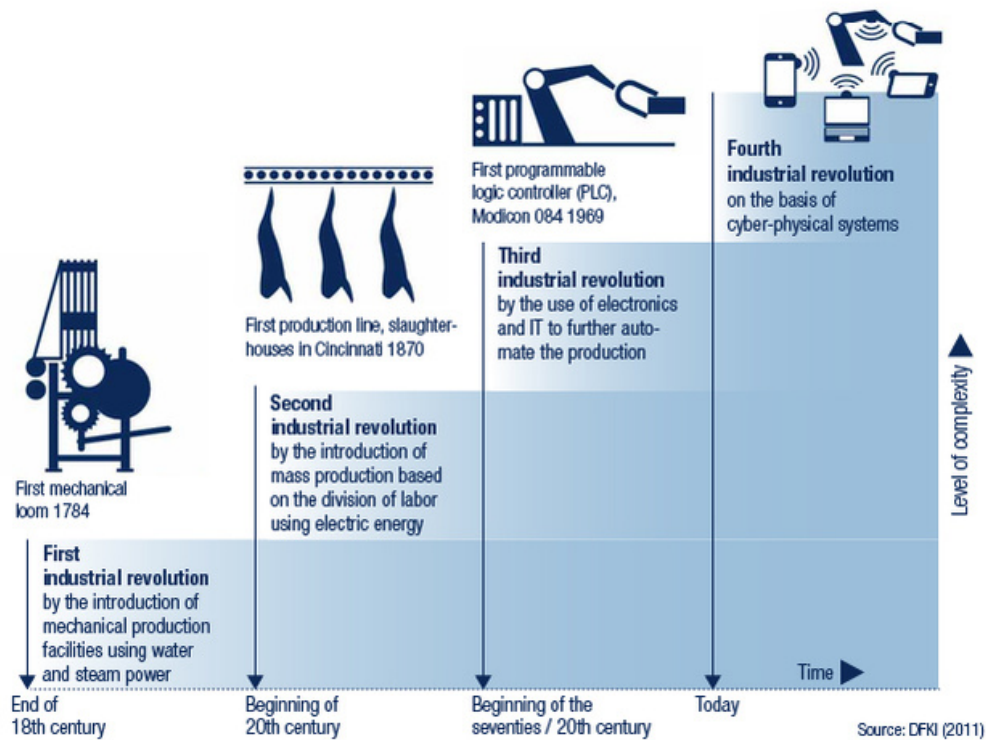 First mechanical
loom 1784
First
industrial revolution
by the introduction of
mechanical production
facilities using water
and steam power
End of
18th century
First production line, slaughter-
houses in Cincinnati 1870
Second
industrial revolution
by the introduction of
mass production based
on the division of labor
using electric energy
Beginning of
20th century
First programmable
logic controller (PLC),
Modicon 084 1969
Third
industrial revolution
by the use of electronics
and IT to further auto-
mate the production
Beginning of the
seventies / 20th century
Fourth
industrial revolution
on the basis of
cyber-physical systems
Today
Level of complexity
Time
Source: DFKI (2011)